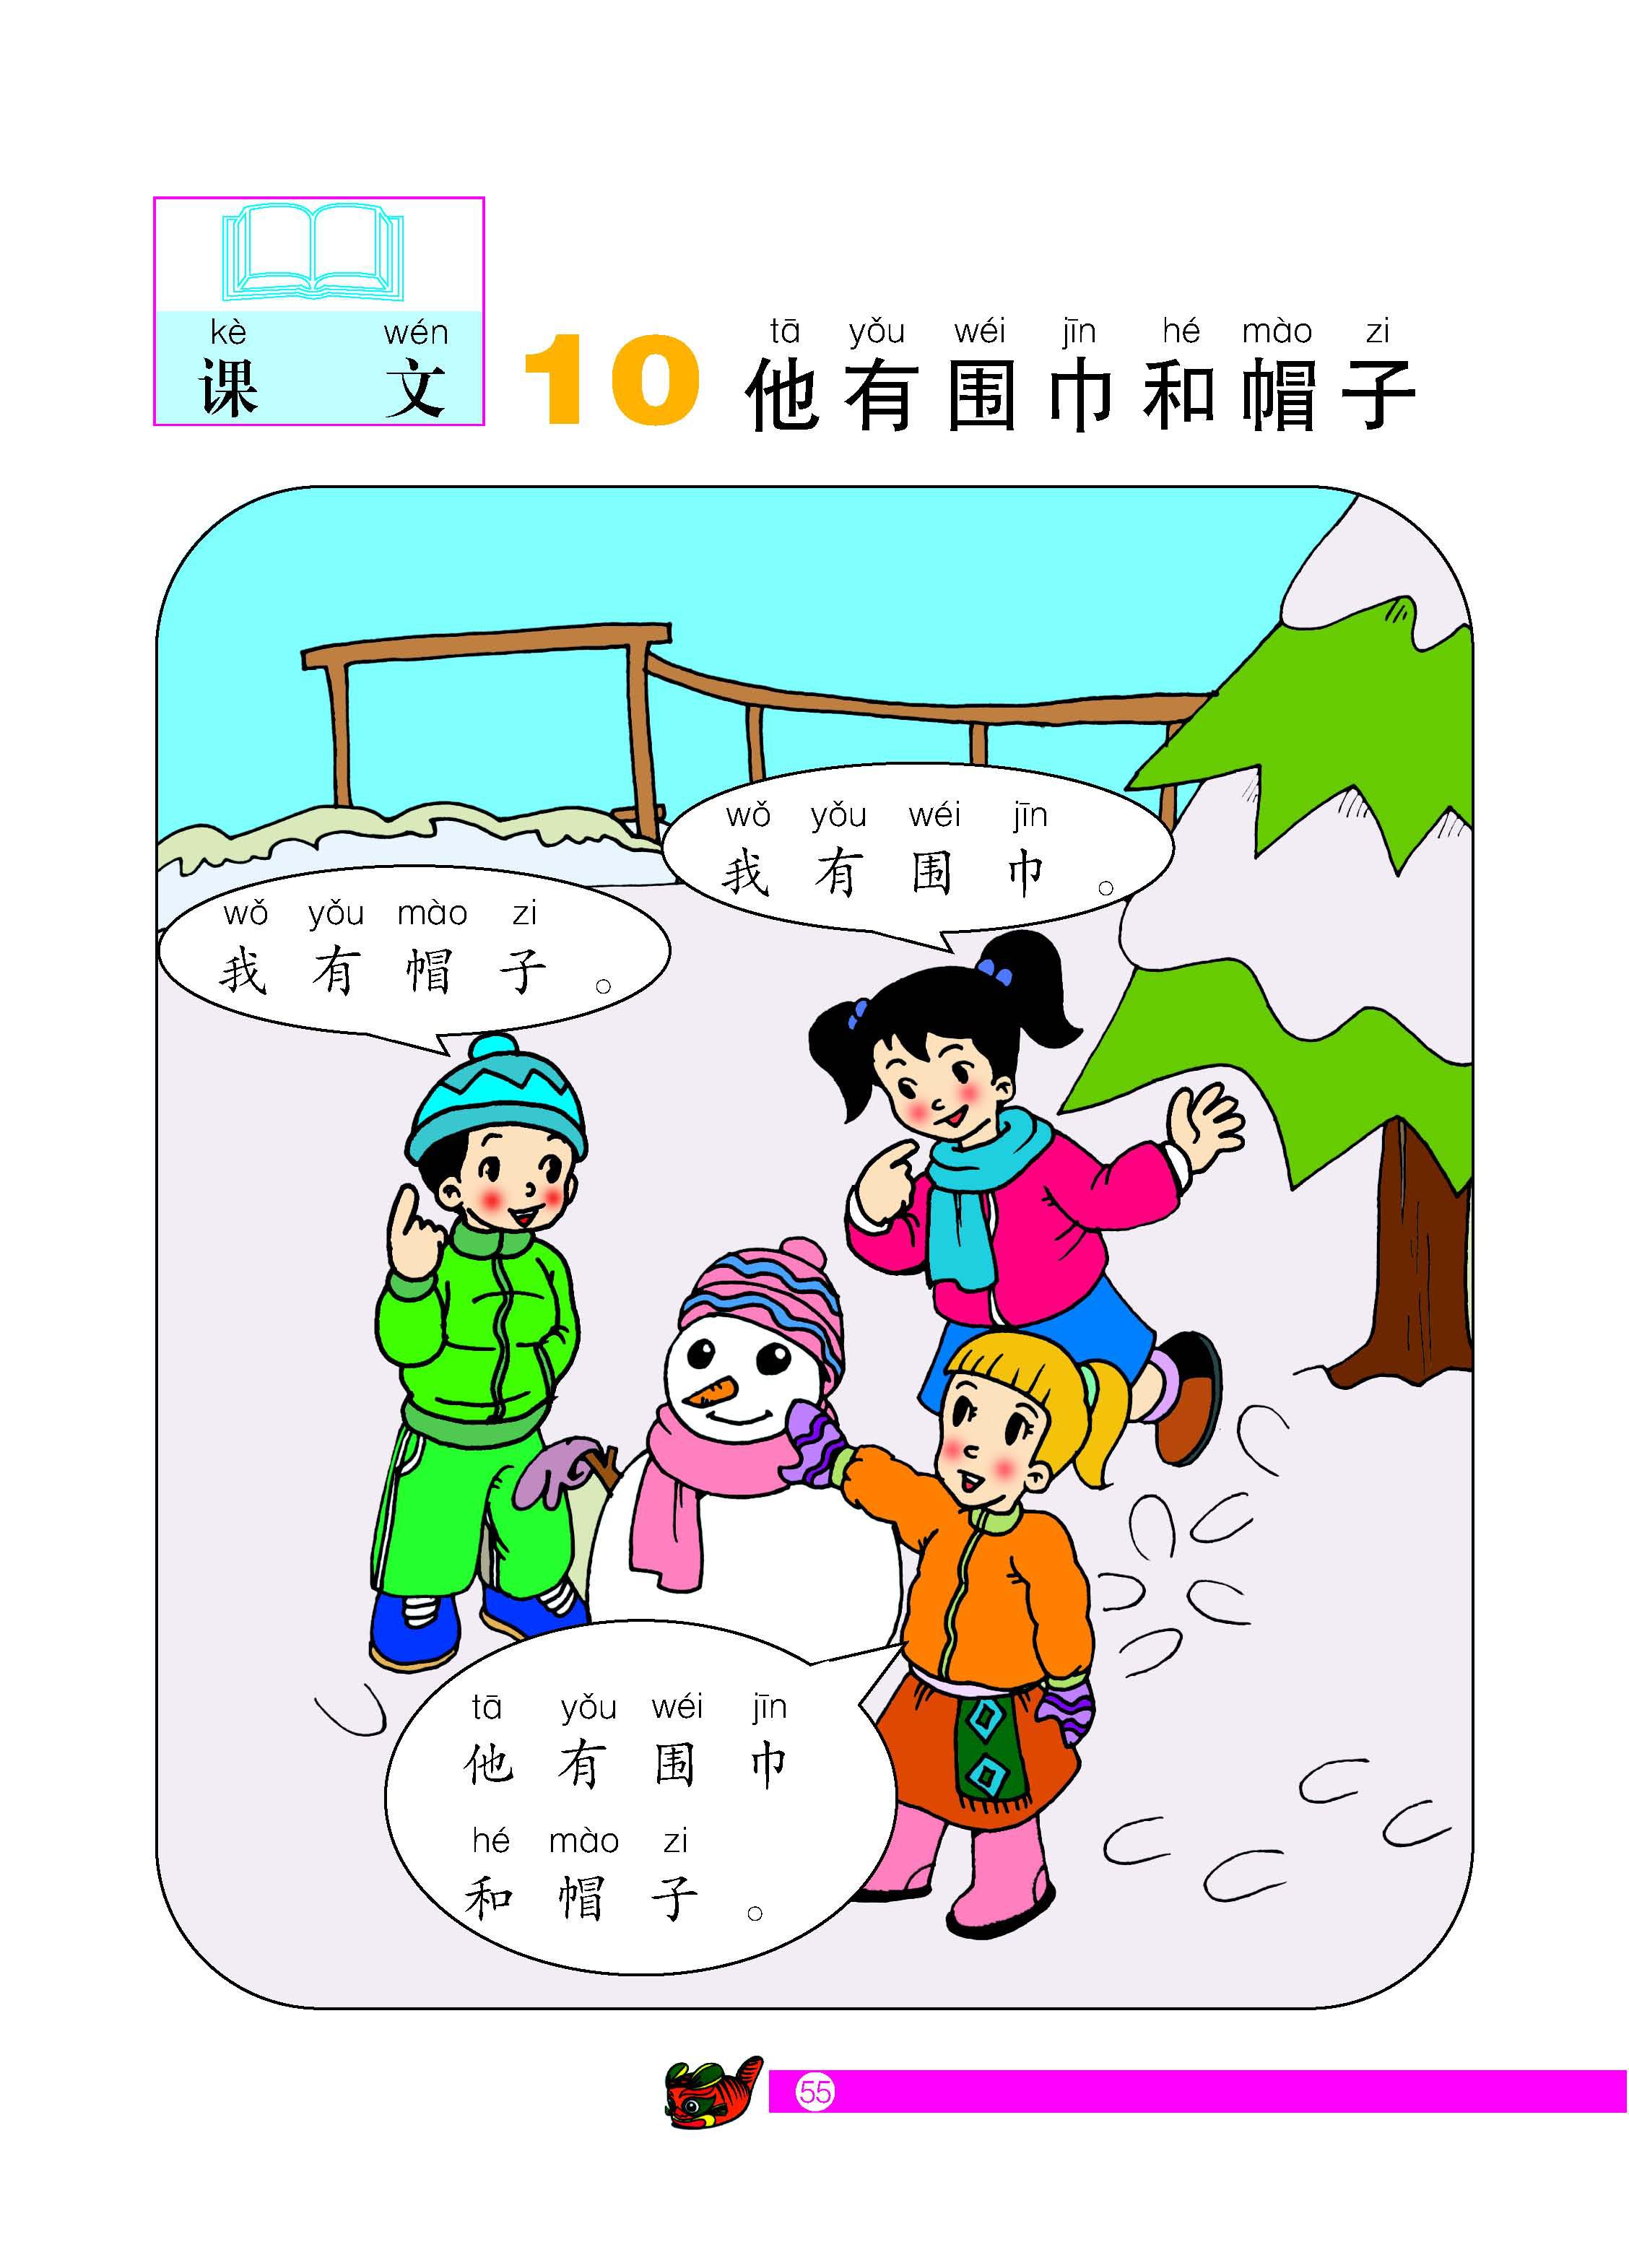 kè wén
课 文
10
tā yǒu wéi jīn hé mào zi
他有围巾和帽子
wǒ yǒu wéi jīn
我有围巾。
wǒ yǒu mào zi
我有帽子。
tā yǒu wéi jīn
他有围巾
hé mào zi
和帽子。
55